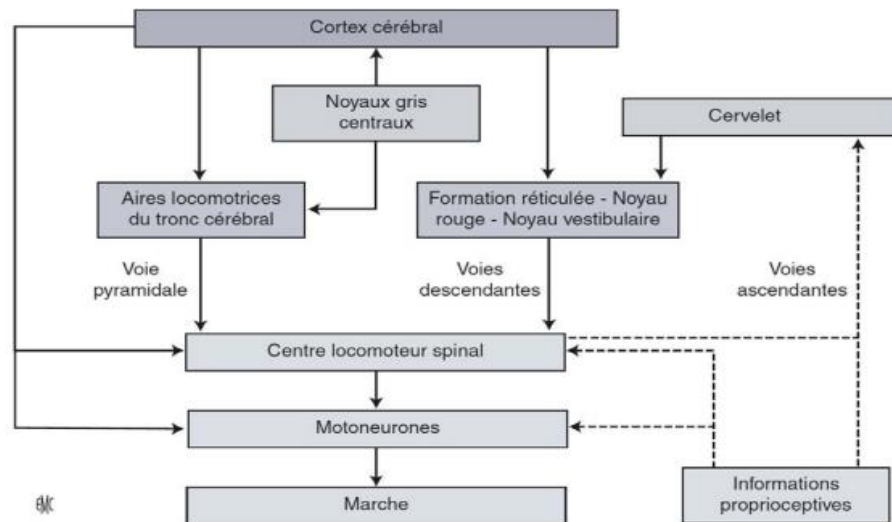 Cortex cérébral
Noyaux gris
centraux
Cervelet
Aires locomotrices
du tronc cérébral
Formation réticulée - Noyau
rouge - Noyau vestibulaire
Voie
pyramidale
Voies
descendantes
Voies
ascendantes
Centre locomoteur spinal
Motoneurones
Marche
Informations
proprioceptives
EMC